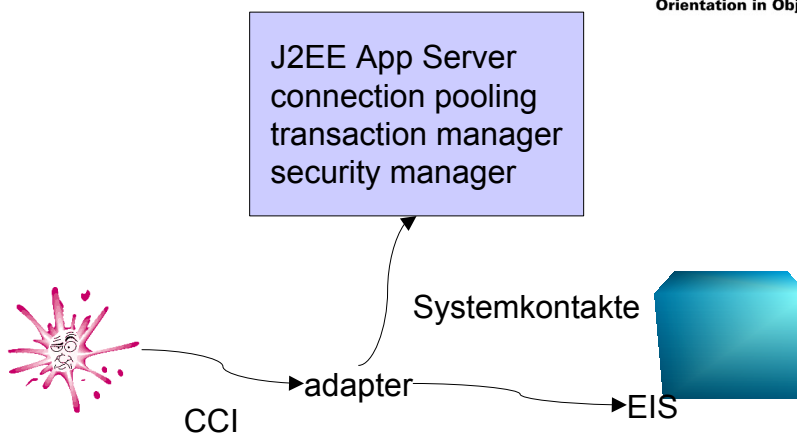 Orientation in Obj
J2EE App Server
connection pooling
transaction manager
security manager
Systemkontakte
adapter
EIS
CCI